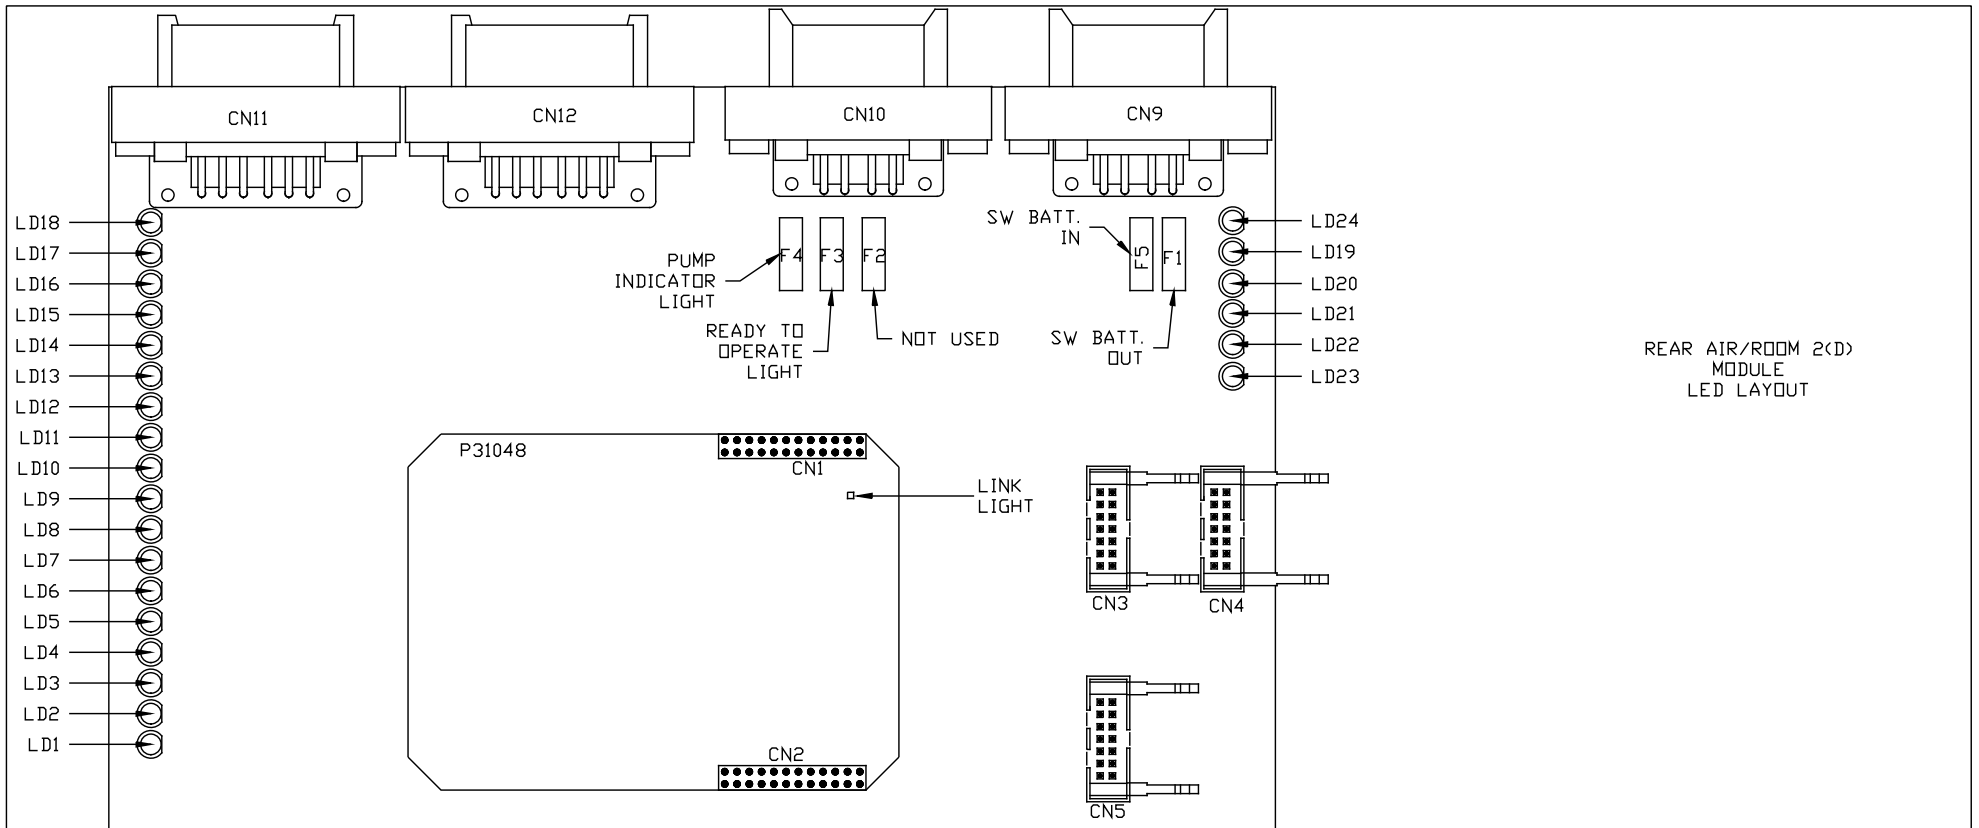 CN11
CN12
CN10
CN9
LD18
LD17
LD16
LD15
LD14
LD13
LD12
LD11
LD10
LD9
LD8
LD7
LD6
LD5
LD4
LD3
LD2
LD1
PUMP
INDICATOR
LIGHT
F4
F3
F2
READY TO
OPERATE
LIGHT
NOT USED
SW BATT.
IN
F5
F1
SW BATT.
OUT
LD24
LD19
LD20
LD21
LD22
LD23
REAR AIR/ROOM 2(D)
MODULE
LED LAYOUT
P31048
CN1
LINK
LIGHT
CN2
CN3
CN4
CN5